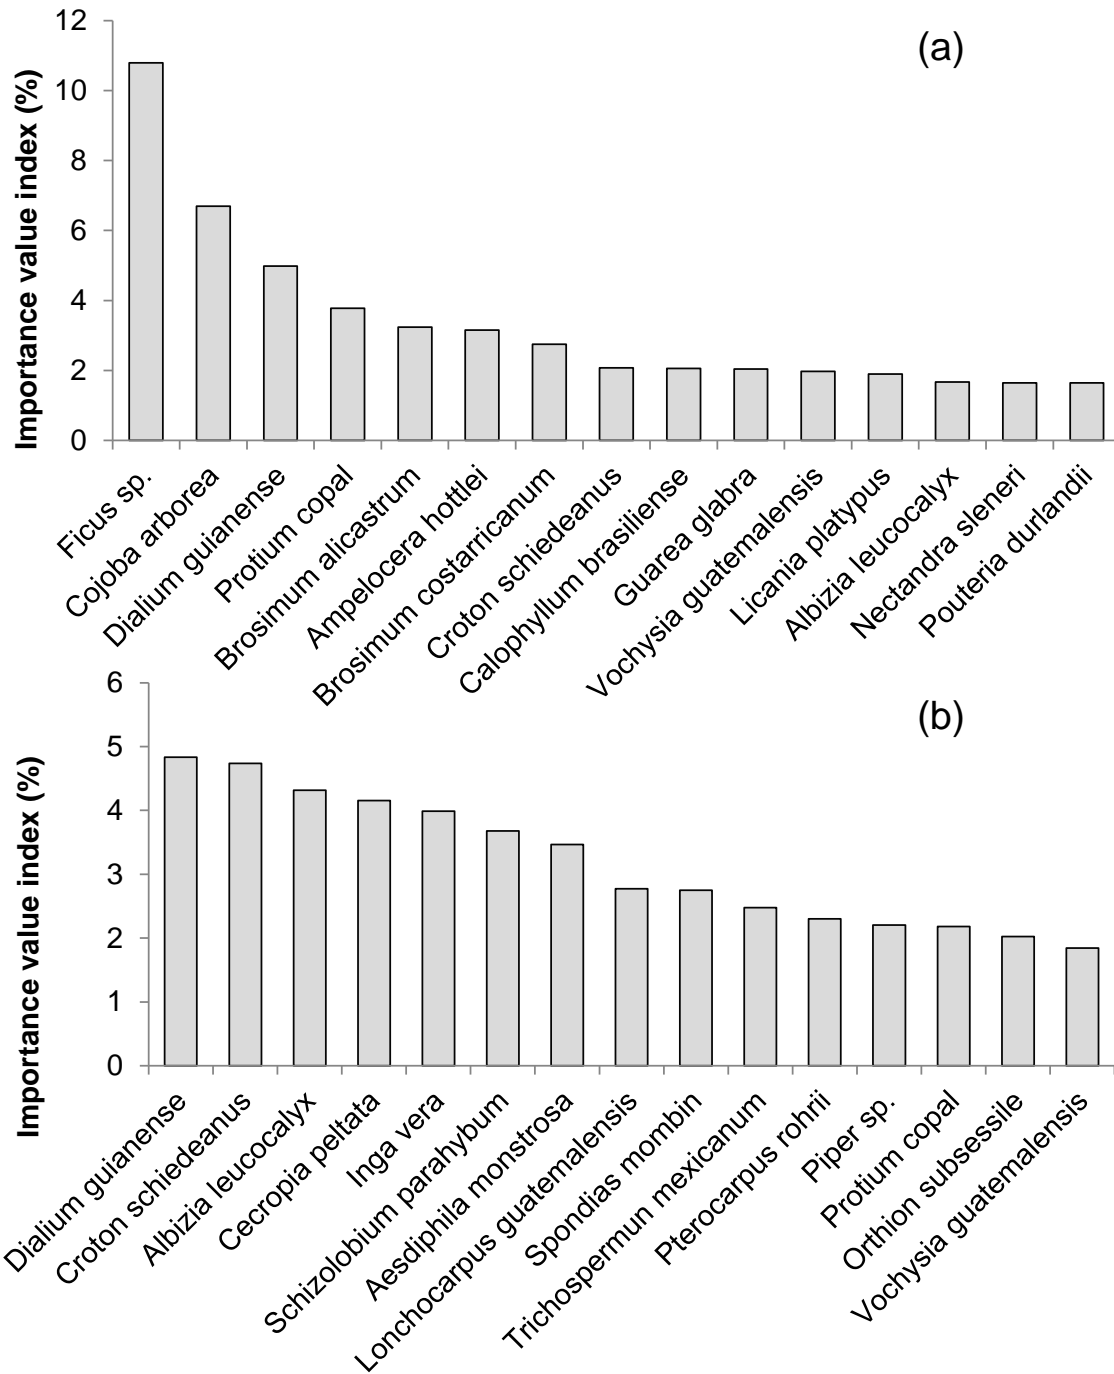 (a)
Importance value index (%)
12
10
8
6
4
2
0
Ficus sp.
Cojoba arborea
Dialium guianense
Protium copal
Brosimum alicastrum
Ampelocera hottlei
Brosimum costarricanum
Croton schiedeanus
Calophyllum brasiliense
Guarea glabra
Vochysia guatemalensis
Licania platypus
Albizia leucocalyx
Nectandra sleneri
Pouteria durlandii
(b)
Importance value index (%)
6
5
4
3
2
1
0
Dialium guianense
Croton schiedeanus
Albizia leucocalyx
Cecropia peltata
Inga vera
Schizolobium parahybum
Aesdiphila monstrosa
Lonchocarpus guatemalensis
Spondias mombin
Trichospermun mexicanum
Pterocarpus rohrii
Piper sp.
Protium copal
Orthion subsessile
Vochysia guatemalensis